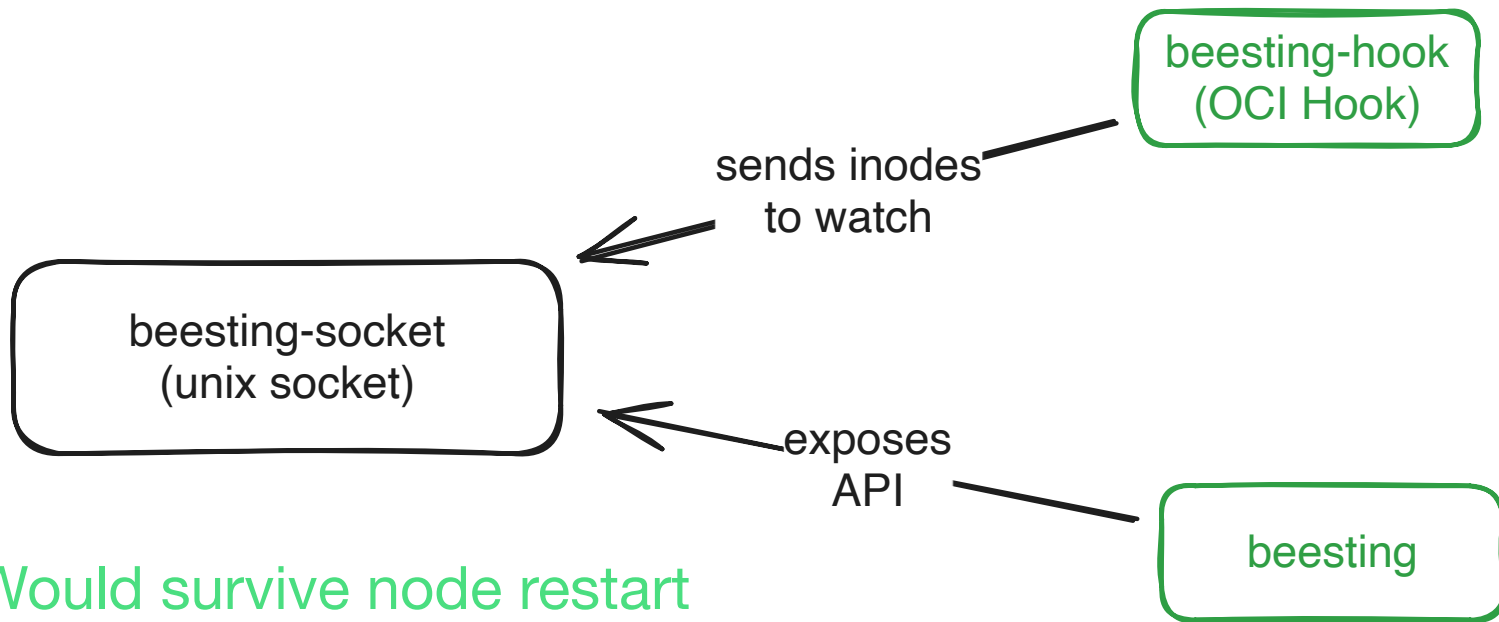 beesting-hook
(OCI Hook)
sends inodes
to watch
beesting-socket
(unix socket)
exposes
API
beesting
Would survive node restart